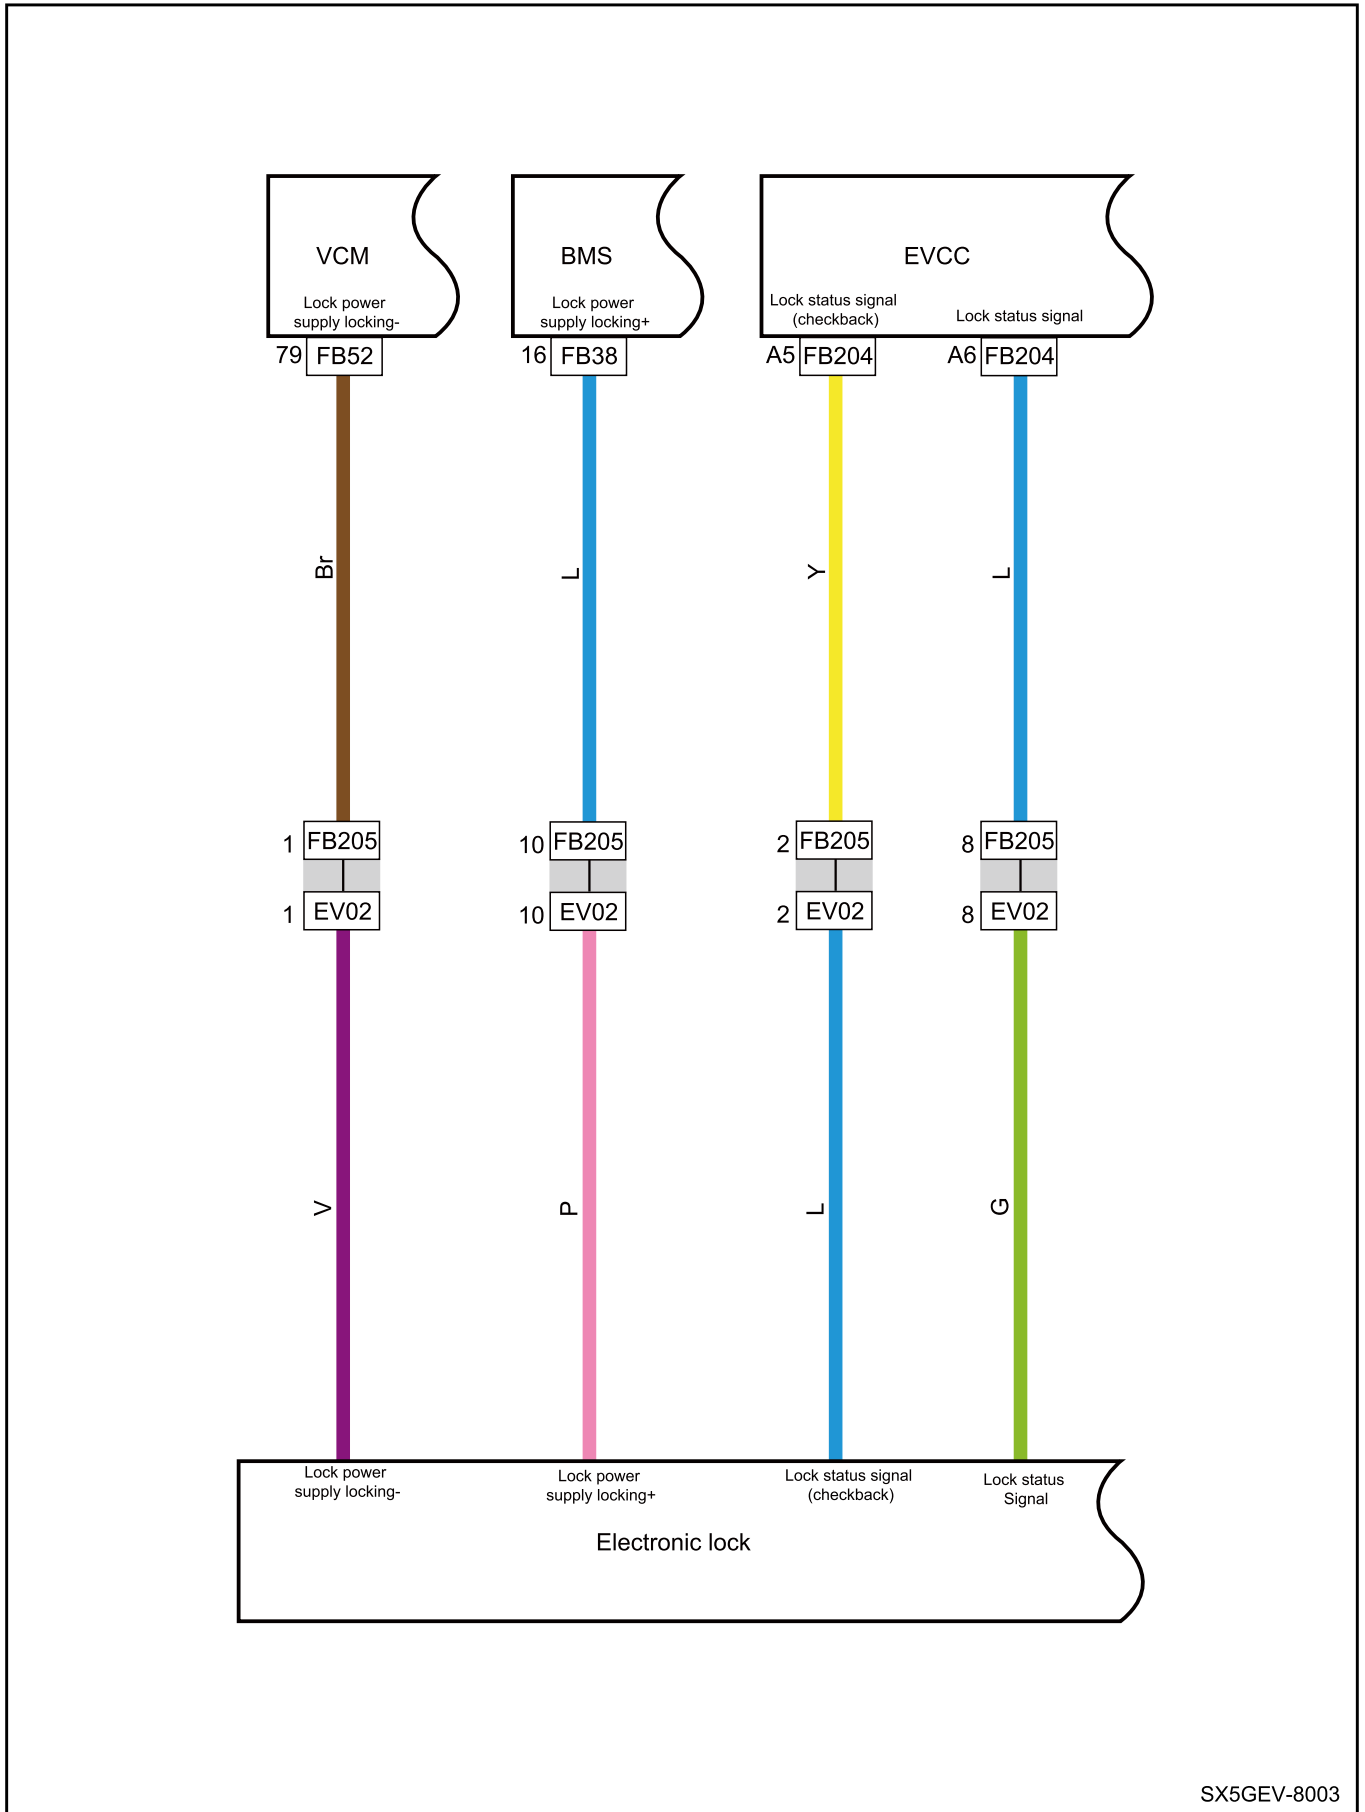 VCM
BMS
EVCC
Lock power
supply locking-
Lock power
supply locking+
Lock status signal
(checkback)
Lock status signal
79 FB52
16 FB38
A5 FB204
A6 FB204
Br
L
Y
L
1 FB205
10 FB205
2 FB205
8 FB205
1 EV02
10 EV02
2 EV02
8 EV02
V
P
L
G
Lock power
supply locking-
Lock power
supply locking+
Lock status signal
(checkback)
Lock status
Signal
Electronic lock
SX5GEV-8003